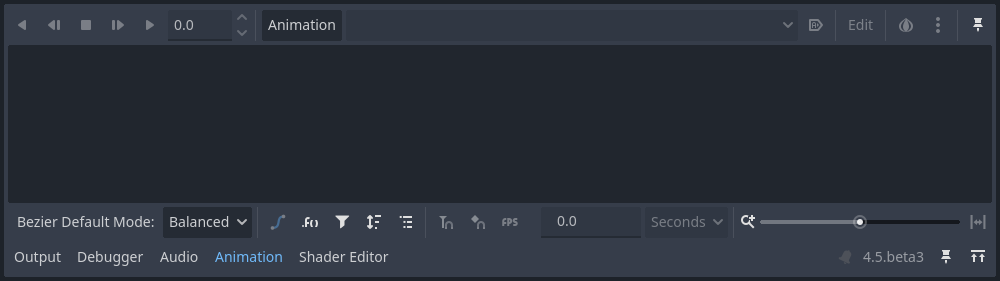 0.0 Animation Edit
Bezier Default Mode: Balanced .f() FPS 0.0 Seconds
Output Debugger Audio Animation Shader Editor 4.5.beta3